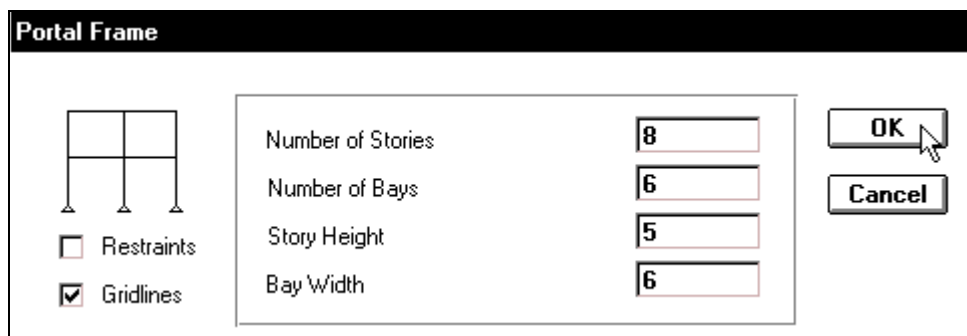 Portal Frame
Number of Stories 8
Number of Bays 6
Story Height 5
Bay Width 6
Restraints
Gridlines
OK
Cancel